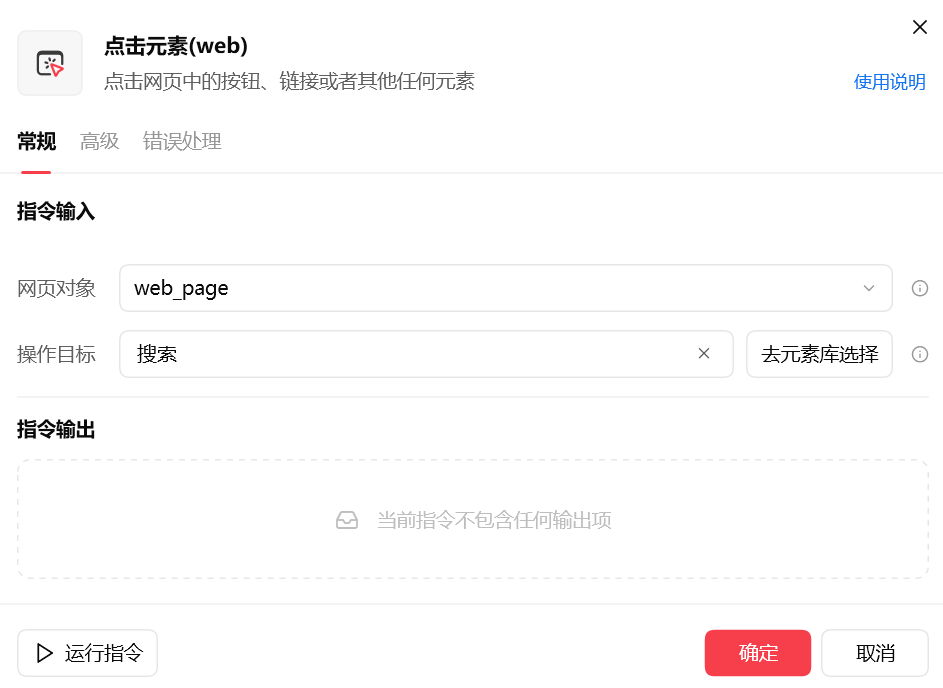 点击元素(web)
点击网页中的按钮、链接或者其他任何元素
使用说明
常规 高级 错误处理
指令输入
网页对象 web_page
操作目标 搜索 去元素库选择
指令输出
当前指令不包含任何输出项
运行指令 确定 取消